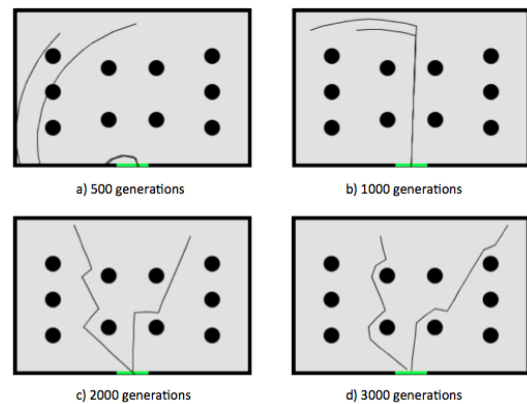 a) 500 generations
b) 1000 generations
c) 2000 generations
d) 3000 generations